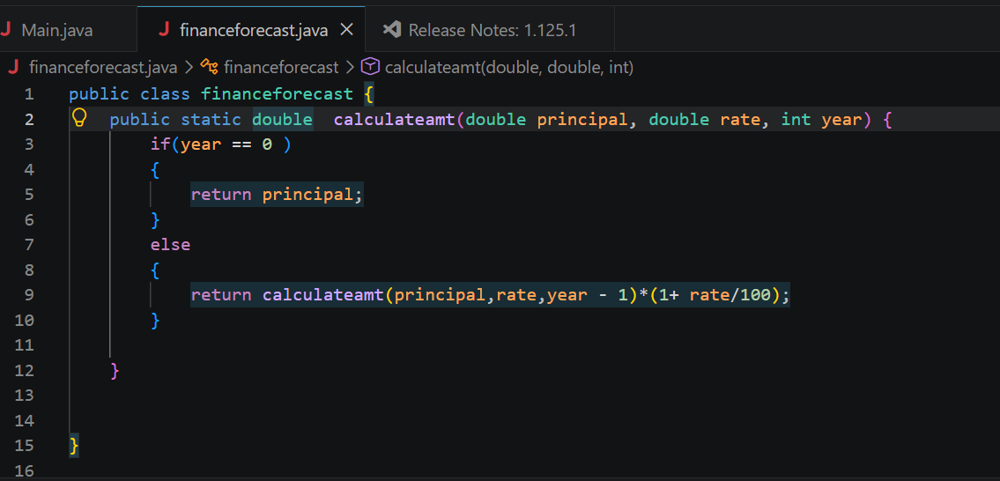 Main.java financeforecast.java Release Notes: 1.125.1
financeforecast.java > financeforecast > calculateamt(double, double, int)
1 public class financeforecast {
2 public static double  calculateamt(double principal, double rate, int year) {
3 if(year == 0 )
4 {
5 return principal;
6 }
7 else
8 {
9 return calculateamt(principal,rate,year - 1)*(1+ rate/100);
10 }
11
12 }
13
14
15 }
16